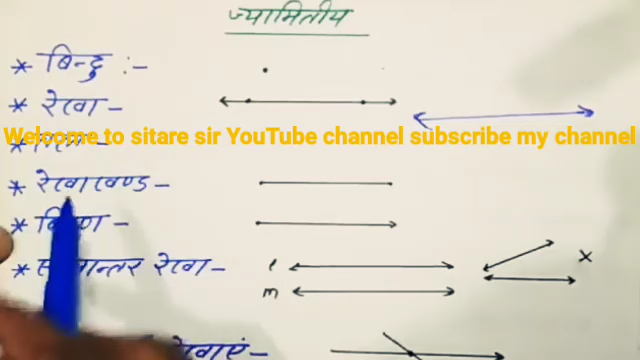 ज्यामितीय
* बिन्दु :-
* रेखा -
Welcome to sitare sir YouTube channel subscribe my channel
* रेखाखण्ड -
* समान्तर रेखा -
l
m
x
रेखाएं -